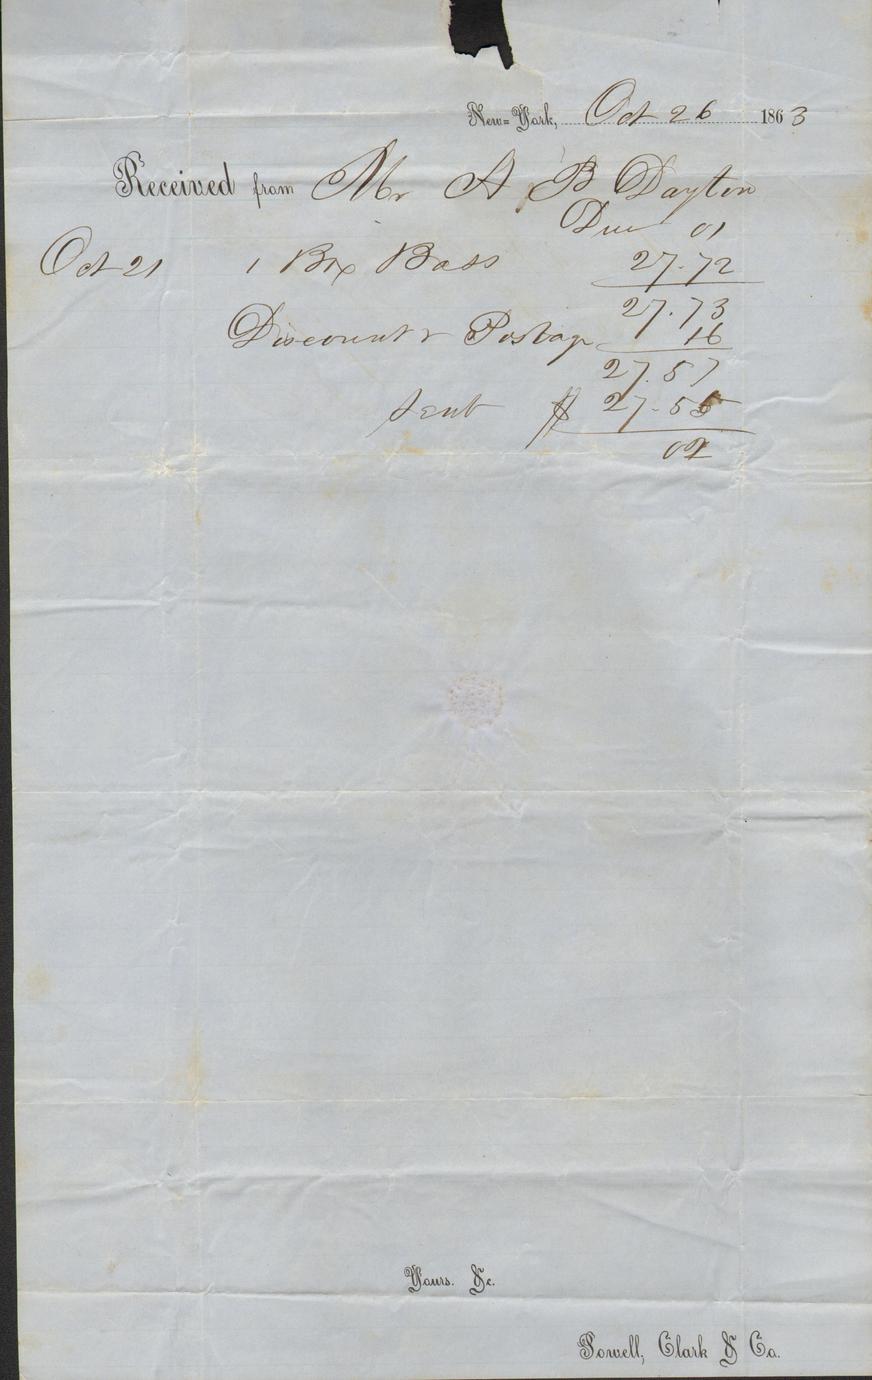 New-York, Oct 26 1863
Received from Mr A B Dayton
Due 01
Oct 21 1 Box Bass 27.72
27.73
Discount & Postage 16
27.57
Sent $ 27.55
02
Yours. &c.
Powell, Clark & Co.